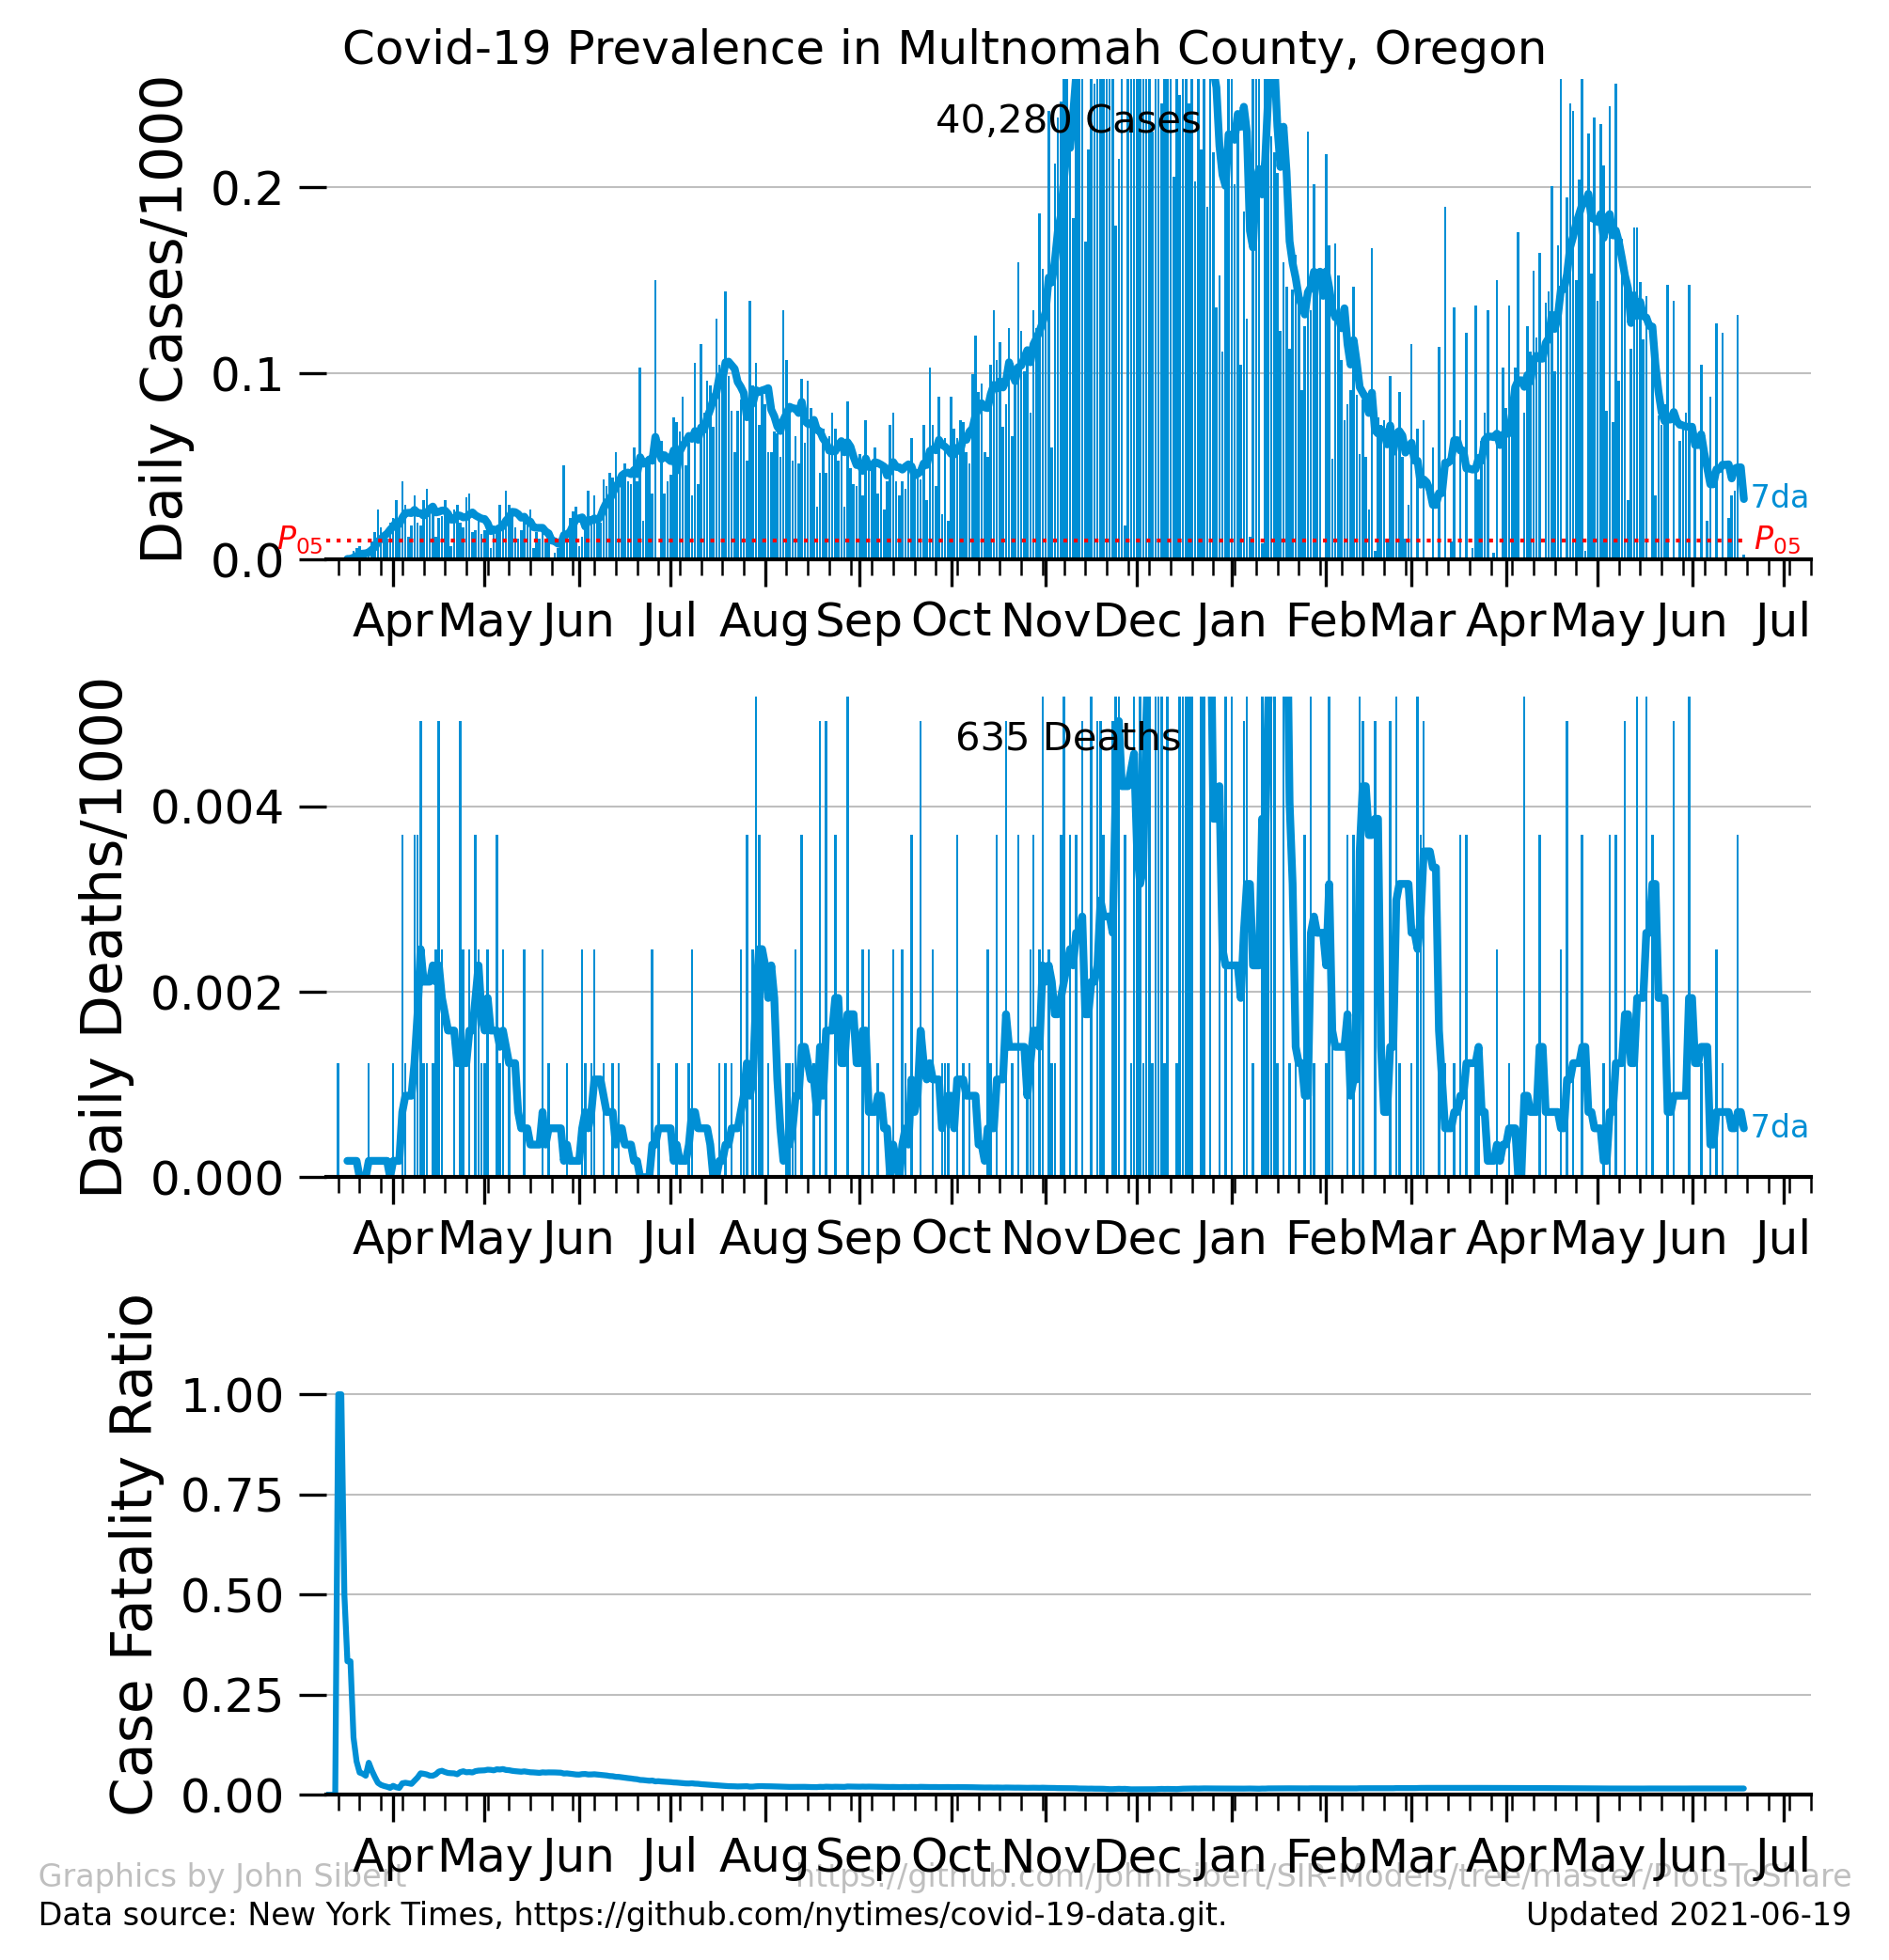 Covid-19 Prevalence in Multnomah County, Oregon
Daily Cases/1000
40,280 Cases
0.2
0.1
0.0
P05
7da
P05
Apr May Jun Jul Aug Sep Oct Nov Dec Jan Feb Mar Apr May Jun Jul
Daily Deaths/1000
635 Deaths
0.004
0.002
0.000
7da
Apr May Jun Jul Aug Sep Oct Nov Dec Jan Feb Mar Apr May Jun Jul
Case Fatality Ratio
1.00
0.75
0.50
0.25
0.00
Apr May Jun Jul Aug Sep Oct Nov Dec Jan Feb Mar Apr May Jun Jul
Graphics by John Sibert https://github.com/johnrsibert/SIR-Models/tree/master/PlotsToShare
Data source: New York Times, https://github.com/nytimes/covid-19-data.git. Updated 2021-06-19